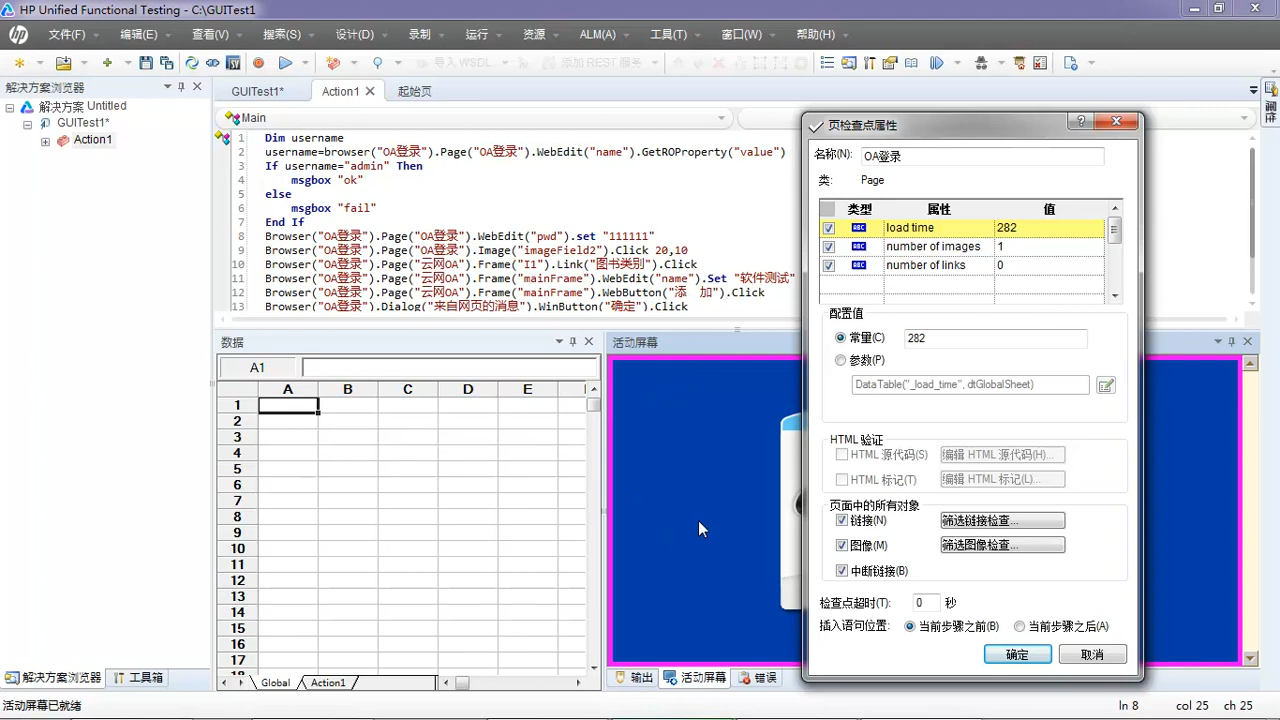 HP Unified Functional Testing - C:\GUITest1
文件(F) 编辑(E) 查看(V) 搜索(S) 设计(D) 录制 运行 资源 ALM(A) 工具(T) 窗口(W) 帮助(H)
导入 WSDL 添加 REST 服务
解决方案浏览器
解决方案 Untitled
GUITest1*
Action1
GUITest1* Action1 起始页
Main
1 Dim username
2 username=browser("OA登录").Page("OA登录").WebEdit("name").GetROProperty("value")
3 If username="admin" Then
4 msgbox "ok"
5 else
6 msgbox "fail"
7 End If
8 Browser("OA登录").Page("OA登录").WebEdit("pwd").set "111111"
9 Browser("OA登录").Page("OA登录").Image("imageField2").Click 20,10
10 Browser("OA登录").Page("云网OA").Frame("I1").Link("图书类别").Click
11 Browser("OA登录").Page("云网OA").Frame("mainFrame").WebEdit("name").Set "软件测试"
12 Browser("OA登录").Page("云网OA").Frame("mainFrame").WebButton("添 加").Click
13 Browser("OA登录").Dialog("来自网页的消息").WinButton("确定").Click
数据
A1
A B C D E
1
2
3
4
5
6
7
8
9
10
11
12
13
14
15
16
17
Global Action1
活动屏幕
页检查点属性
名称(N): OA登录
类: Page
类型 属性 值
ABC load time 282
ABC number of images 1
ABC number of links 0
配置值
常量(C) 282
参数(P)
DataTable("_load_time", dtGlobalSheet)
HTML 验证
HTML 源代码(S) 编辑 HTML 源代码(H)...
HTML 标记(T) 编辑 HTML 标记(L)...
页面中的所有对象
链接(N) 筛选链接检查...
图像(M) 筛选图像检查...
中断链接(B)
检查点超时(T): 0 秒
插入语句位置: 当前步骤之前(B) 当前步骤之后(A)
确定 取消
解决方案浏览器 工具箱
输出 活动屏幕 错误
活动屏幕已就绪
ln 8 col 25 ch 25